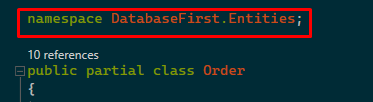 namespace DatabaseFirst.Entities;
10 references
public partial class Order
{